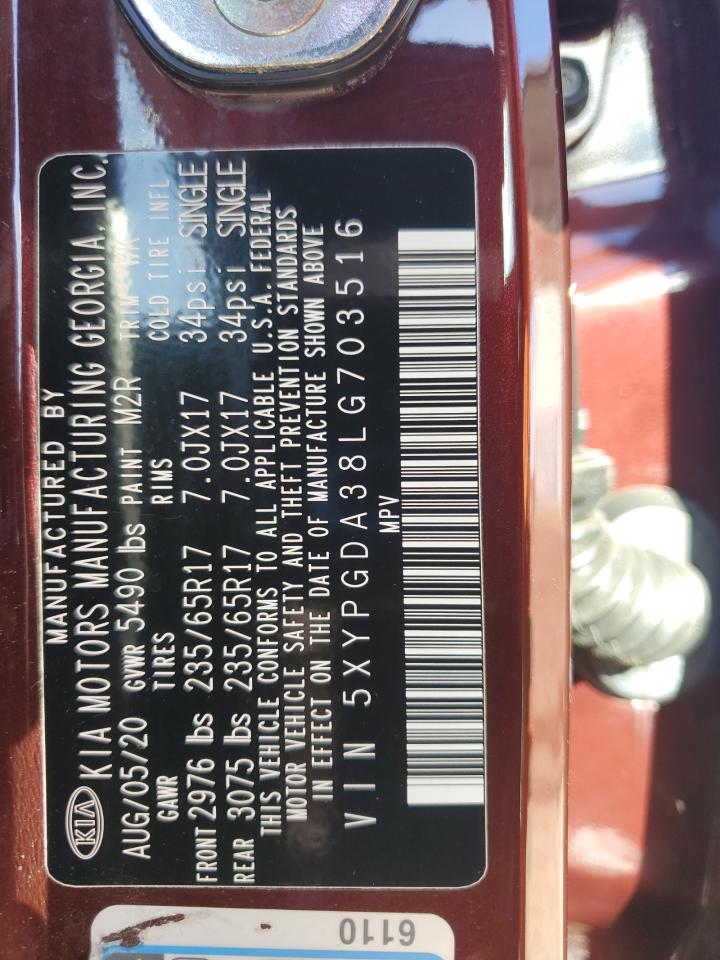 MANUFACTURED BY
KIA KIA MOTORS MANUFACTURING GEORGIA, INC.
AUG/05/20 GVWR 5490 lbs PAINT M2R TRIM WK
GAWR TIRES RIMS COLD TIRE INFL
FRONT 2976 lbs 235/65R17 7.0JX17 34psi SINGLE
REAR 3075 lbs 235/65R17 7.0JX17 34psi SINGLE
THIS VEHICLE CONFORMS TO ALL APPLICABLE U.S.A. FEDERAL
MOTOR VEHICLE SAFETY AND THEFT PREVENTION STANDARDS
IN EFFECT ON THE DATE OF MANUFACTURE SHOWN ABOVE
VIN 5XYPGDA38LG703516
MPV
6110